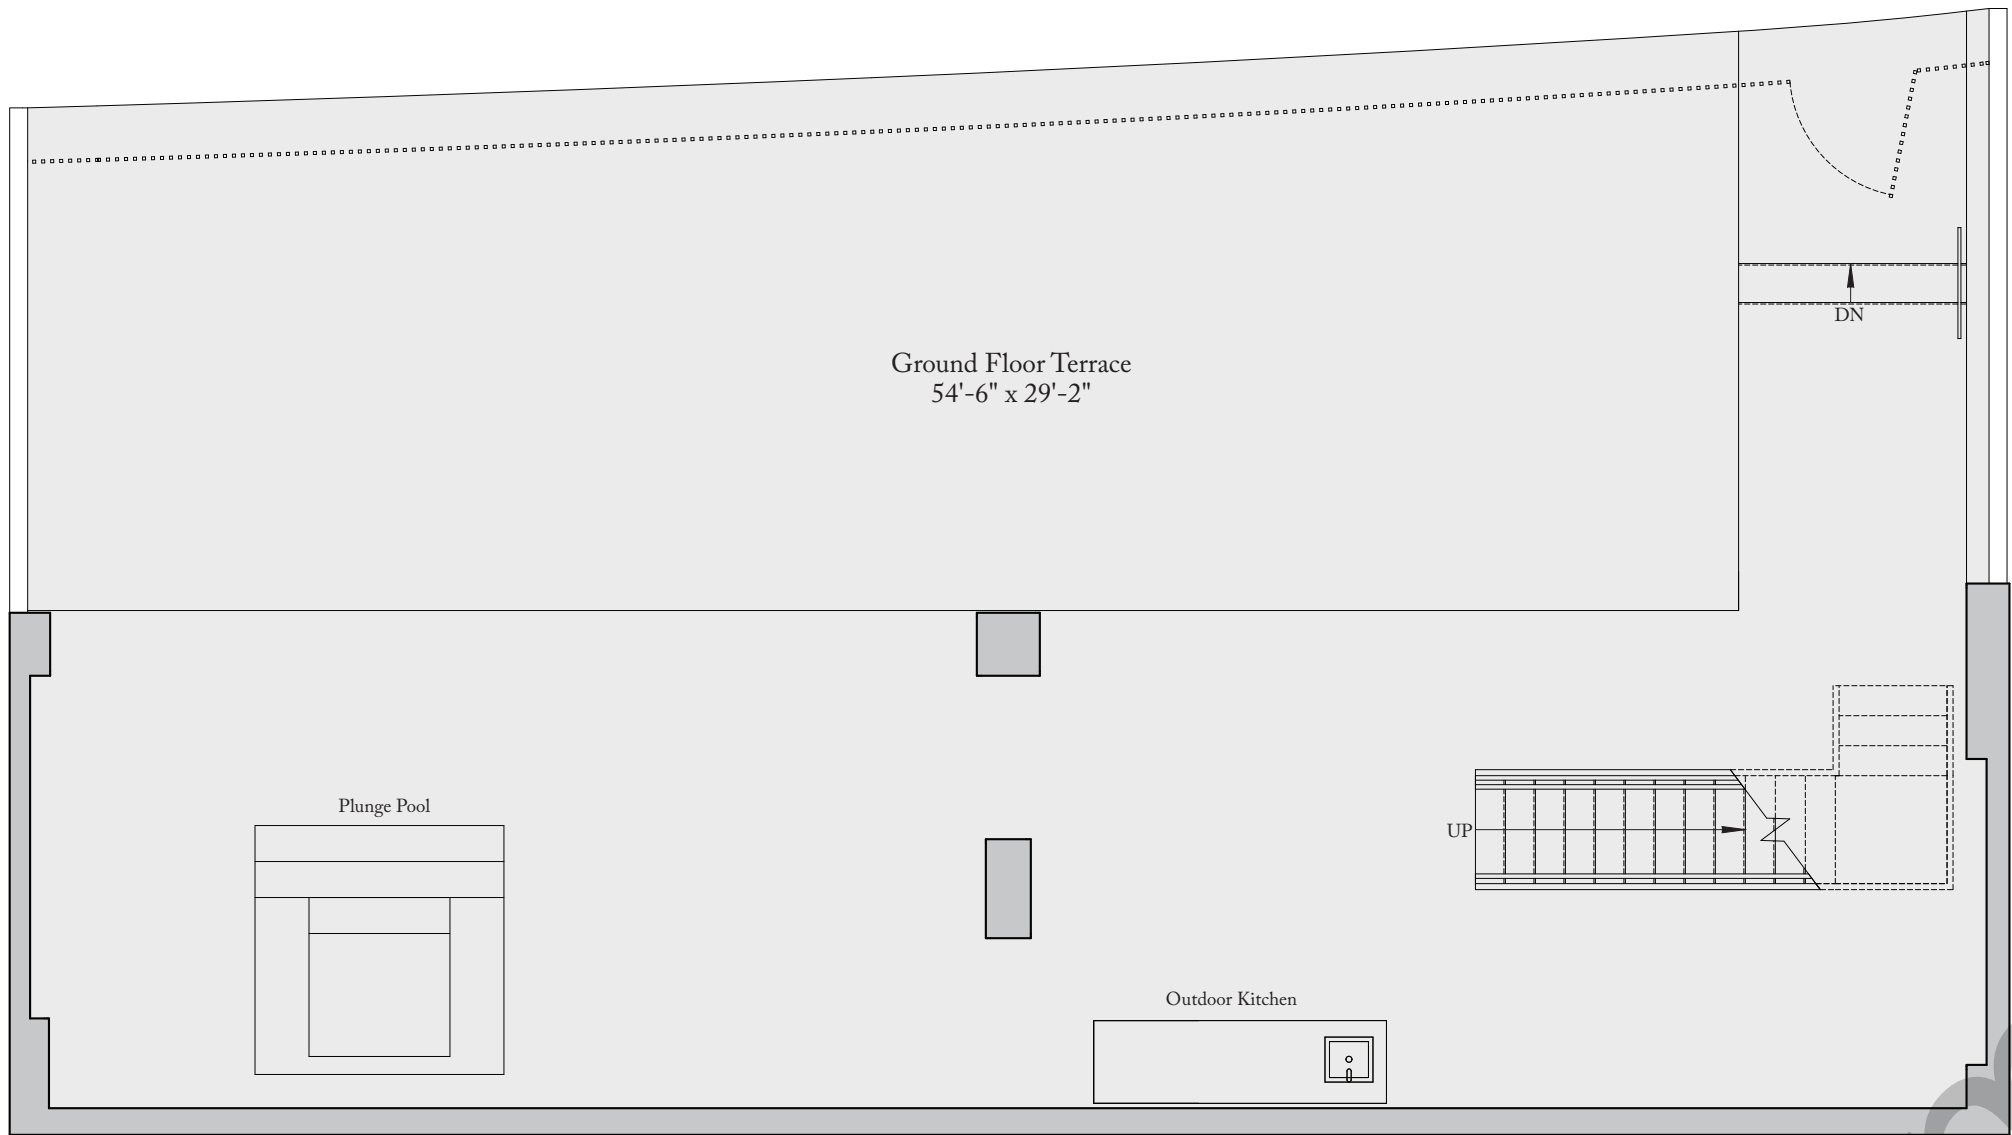 DN
Ground Floor Terrace
54'-6" x 29'-2"
Plunge Pool
UP
Outdoor Kitchen